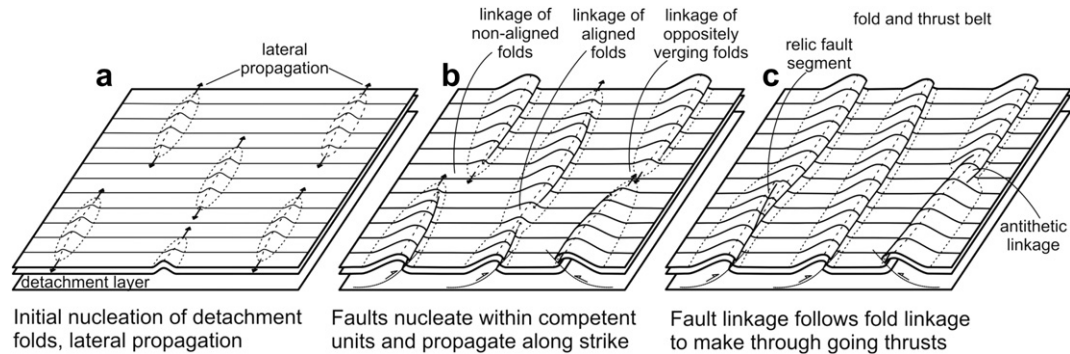 a
lateral
propagation
detachment layer
Initial nucleation of detachment
folds, lateral propagation
b
linkage of
non-aligned
folds
linkage of
aligned
folds
linkage of
oppositely
verging folds
Faults nucleate within competent
units and propagate along strike
c
fold and thrust belt
relic fault
segment
antithetic
linkage
Fault linkage follows fold linkage
to make through going thrusts